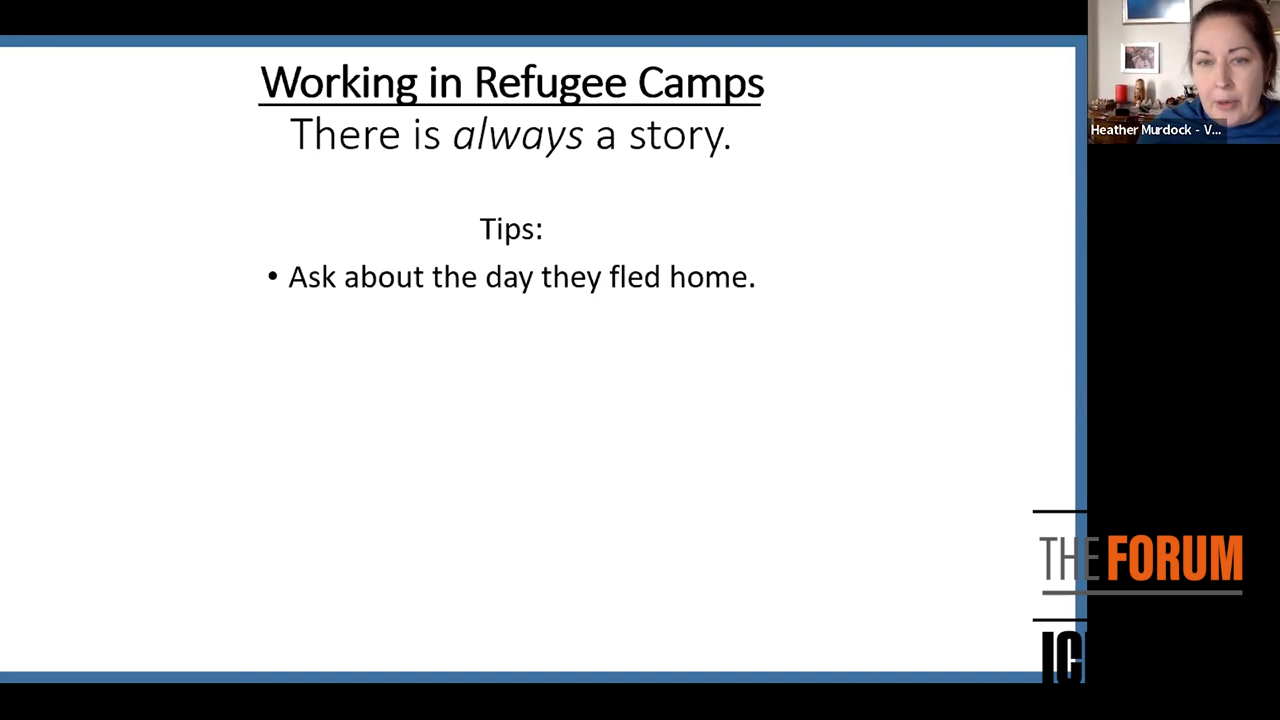 Working in Refugee Camps
There is always a story.
Tips:
• Ask about the day they fled home.
Heather Murdock - V...
THE FORUM